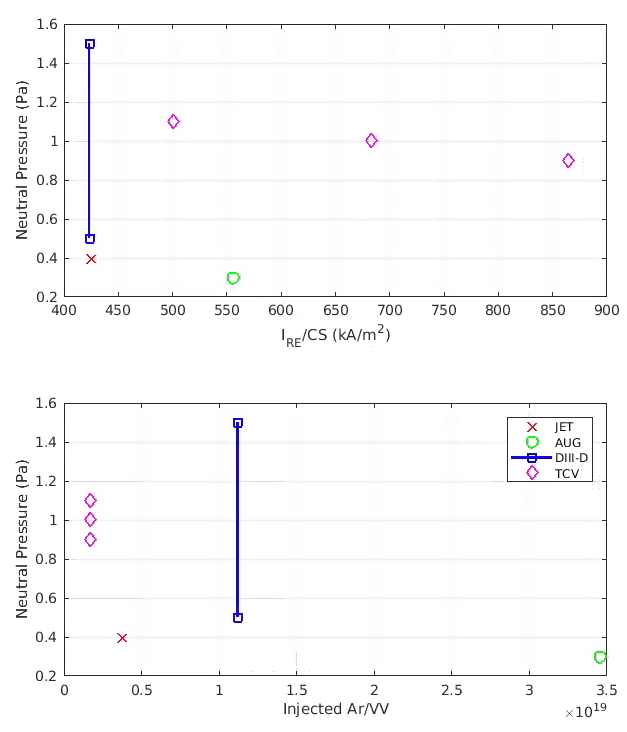 1.6
1.4
1.2
1
0.8
0.6
0.4
0.2
Neutral Pressure (Pa)
400 450 500 550 600 650 700 750 800 850 900
I_RE/CS (kA/m^2)
1.6
1.4
1.2
1
0.8
0.6
0.4
0.2
Neutral Pressure (Pa)
JET
AUG
DIII-D
TCV
0 0.5 1 1.5 2 2.5 3 3.5
Injected Ar/VV
×10^19